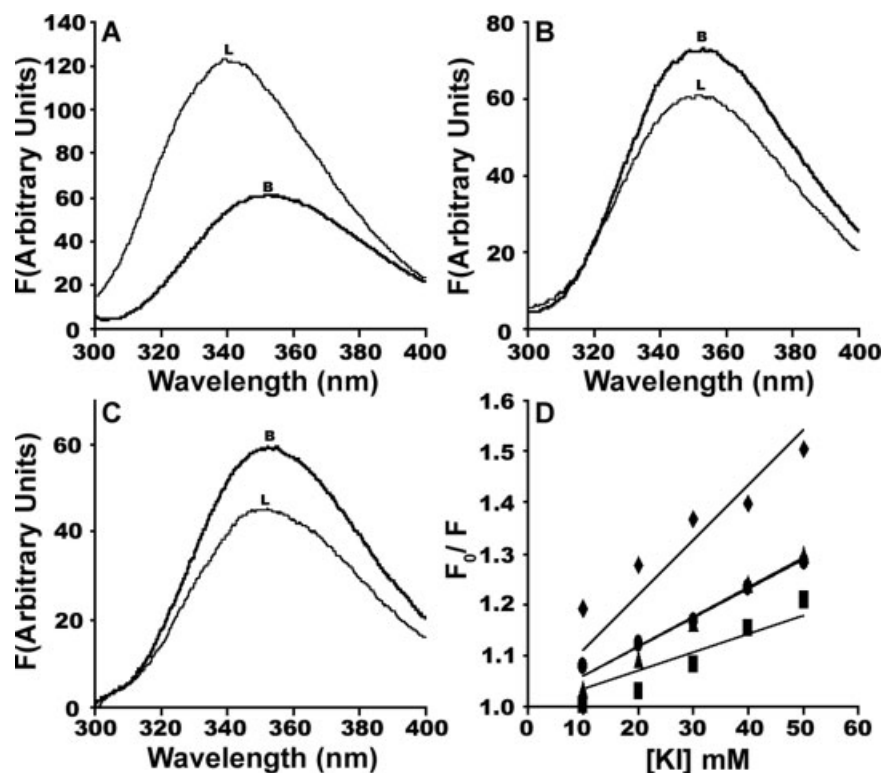 A
F(Arbitrary Units)
140
120
100
80
60
40
20
0
L
B
300 320 340 360 380 400
Wavelength (nm)
B
F(Arbitrary Units)
80
60
40
20
0
B
L
300 320 340 360 380 400
Wavelength (nm)
C
F(Arbitrary Units)
60
40
20
0
B
L
300 320 340 360 380 400
Wavelength (nm)
D
F₀/ F
1.6
1.5
1.4
1.3
1.2
1.1
1.0
0 10 20 30 40 50 60
[KI] mM